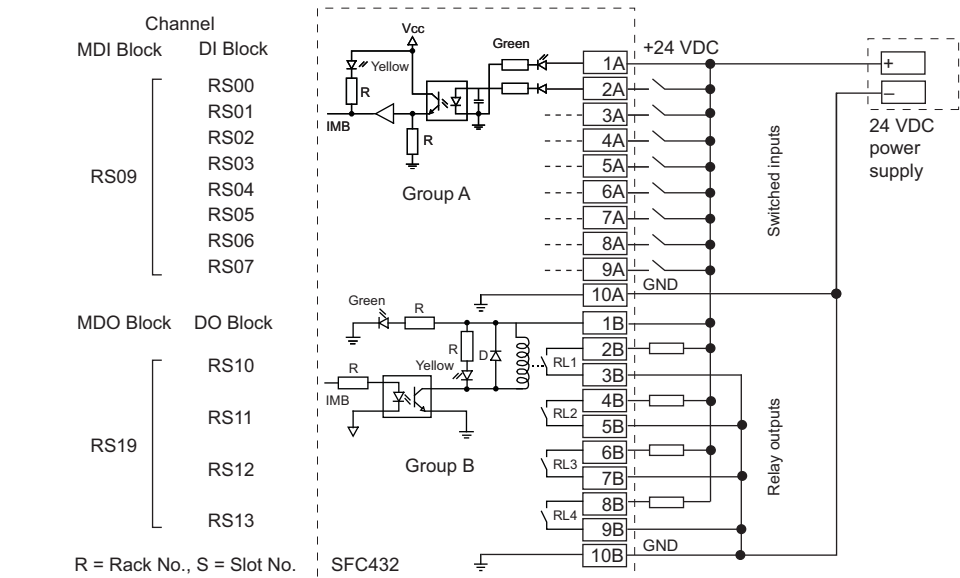 Channel
MDI Block DI Block
RS00
RS01
RS02
RS03
RS04
RS05
RS06
RS07
RS09
Vcc
Yellow
R
IMB
R
Green
Group A
1A
2A
3A
4A
5A
6A
7A
8A
9A
10A
+24 VDC
GND
Switched inputs
+
–
24 VDC
power
supply
MDO Block DO Block
RS10
RS11
RS12
RS13
RS19
Green
R
R
D
Yellow
R
IMB
Group B
RL1
RL2
RL3
RL4
1B
2B
3B
4B
5B
6B
7B
8B
9B
10B
GND
Relay outputs
R = Rack No., S = Slot No.
SFC432